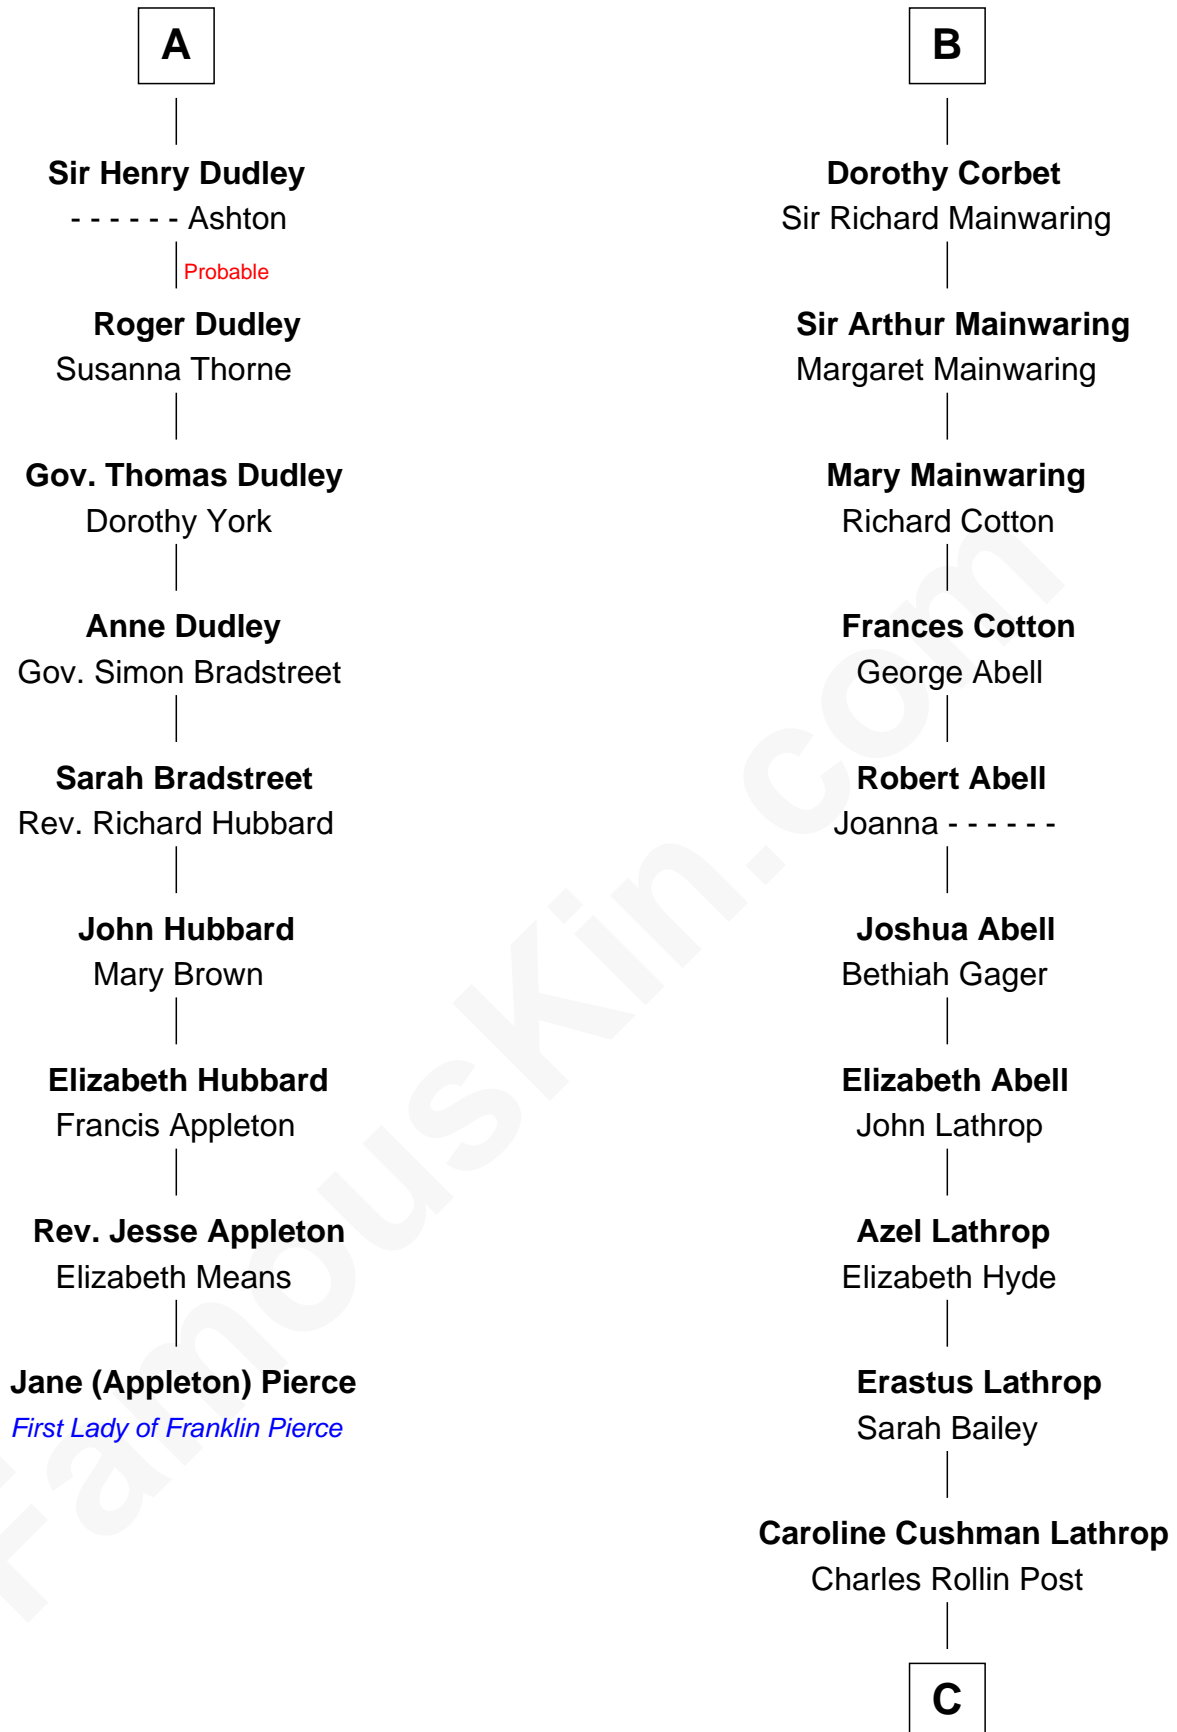 A
Sir Henry Dudley
- - - - - - Ashton
Probable
Roger Dudley
Susanna Thorne
Gov. Thomas Dudley
Dorothy York
Anne Dudley
Gov. Simon Bradstreet
Sarah Bradstreet
Rev. Richard Hubbard
John Hubbard
Mary Brown
Elizabeth Hubbard
Francis Appleton
Rev. Jesse Appleton
Elizabeth Means
Jane (Appleton) Pierce
First Lady of Franklin Pierce
B
Dorothy Corbet
Sir Richard Mainwaring
Sir Arthur Mainwaring
Margaret Mainwaring
Mary Mainwaring
Richard Cotton
Frances Cotton
George Abell
Robert Abell
Joanna - - - - - -
Joshua Abell
Bethiah Gager
Elizabeth Abell
John Lathrop
Azel Lathrop
Elizabeth Hyde
Erastus Lathrop
Sarah Bailey
Caroline Cushman Lathrop
Charles Rollin Post
C
FamousKin.com